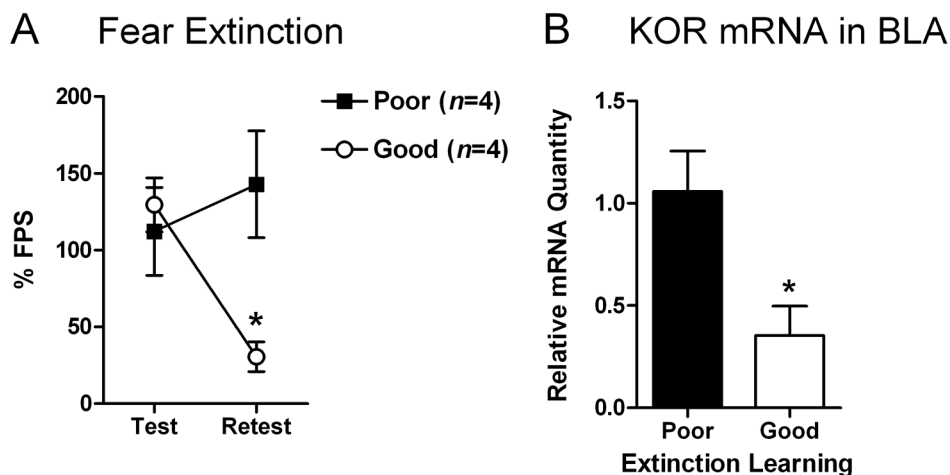 A Fear Extinction
200
150
100
50
0
% FPS
Test Retest
Poor (n=4)
Good (n=4)
*
B KOR mRNA in BLA
1.5
1.0
0.5
0.0
Relative mRNA Quantity
*
Poor Good
Extinction Learning